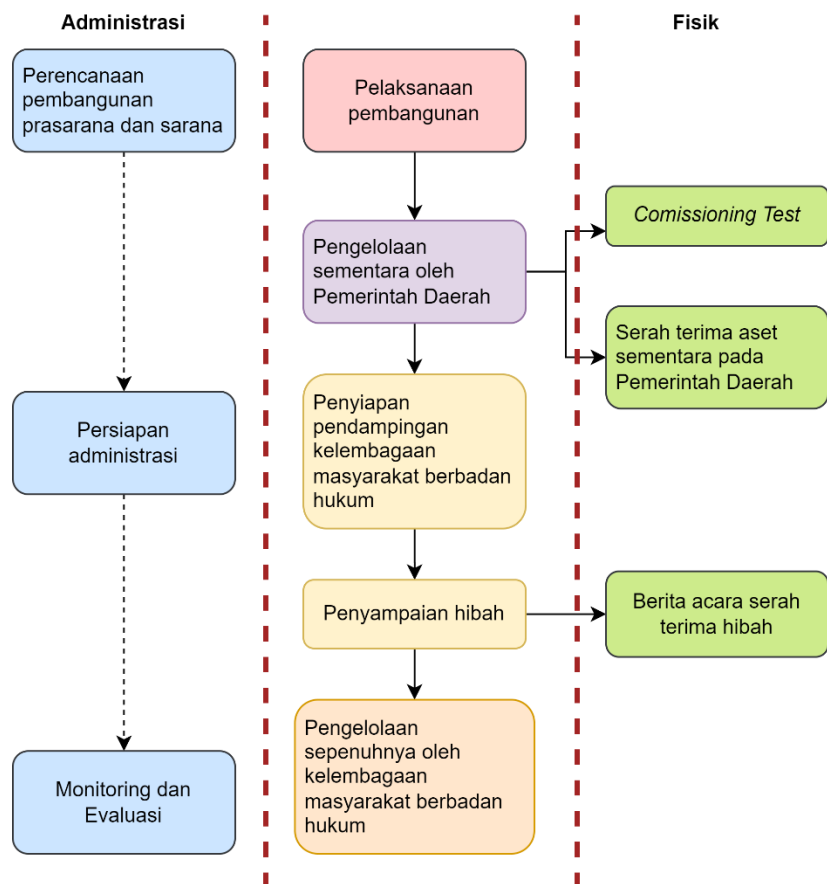 Administrasi
Fisik
Perencanaan
pembangunan
prasarana dan sarana
Pelaksanaan
pembangunan
Comissioning Test
Pengelolaan
sementara oleh
Pemerintah Daerah
Serah terima aset
sementara pada
Pemerintah Daerah
Persiapan
administrasi
Penyiapan
pendampingan
kelembagaan
masyarakat berbadan
hukum
Penyampaian hibah
Berita acara serah
terima hibah
Monitoring dan
Evaluasi
Pengelolaan
sepenuhnya oleh
kelembagaan
masyarakat berbadan
hukum